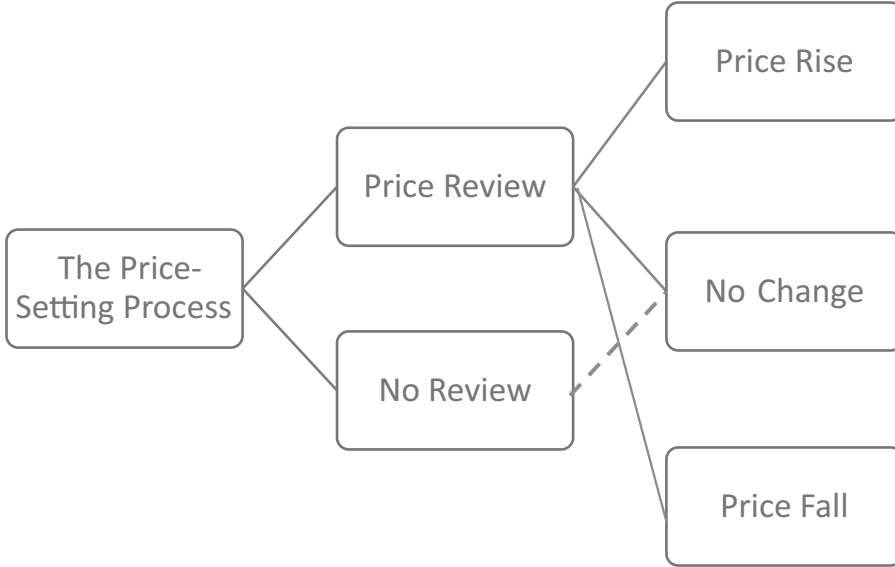 Price Rise
Price Review
The Price-
Setting Process
No Change
No Review
Price Fall